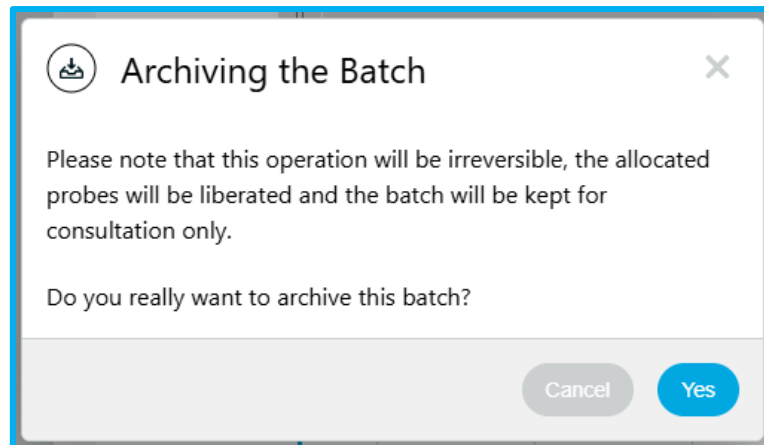 Archiving the Batch
Please note that this operation will be irreversible, the allocated
probes will be liberated and the batch will be kept for
consultation only.
Do you really want to archive this batch?
Cancel
Yes